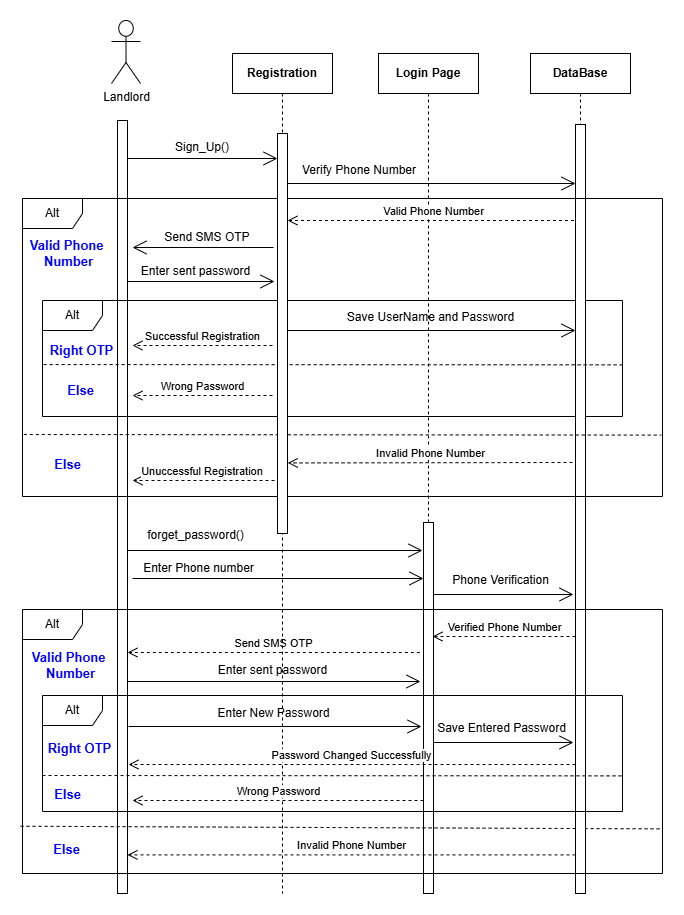 Landlord
Registration
Login Page
DataBase
Sign_Up()
Verify Phone Number
Alt
Valid Phone Number
Valid Phone
Number
Send SMS OTP
Enter sent password
Alt
Save UserName and Password
Successful Registration
Right OTP
Wrong Password
Else
Invalid Phone Number
Else
Unuccessful Registration
forget_password()
Enter Phone number
Phone Verification
Alt
Verified Phone Number
Send SMS OTP
Valid Phone
Number
Enter sent password
Alt
Enter New Password
Save Entered Password
Right OTP
Password Changed Successfully
Wrong Password
Else
Invalid Phone Number
Else